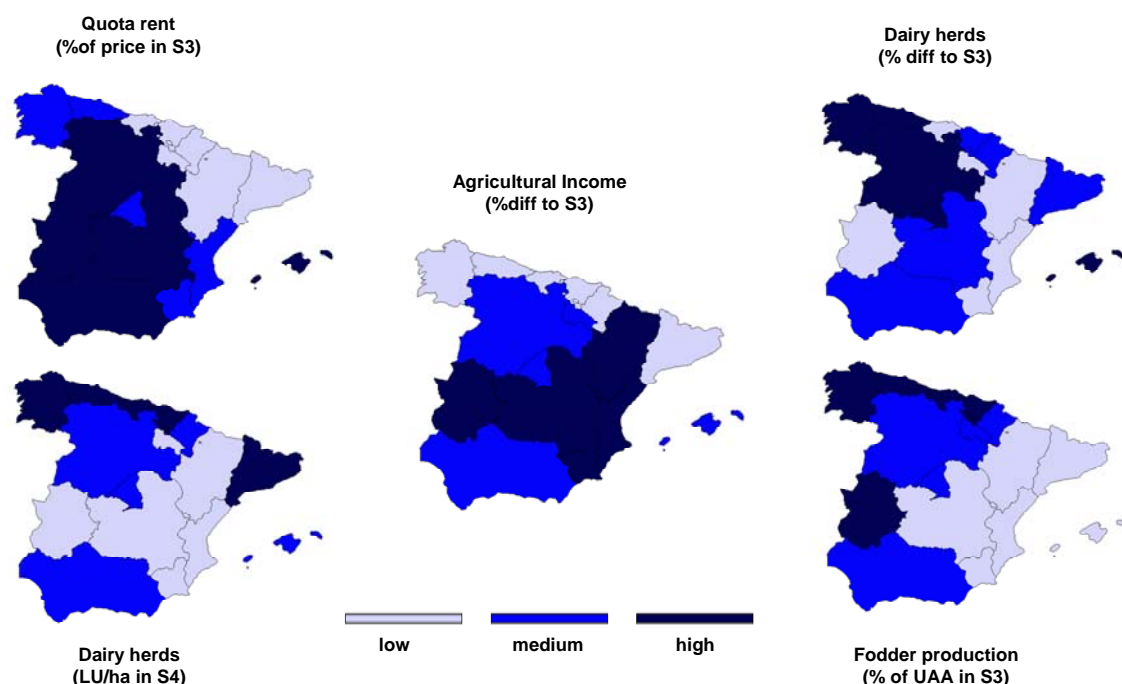 Quota rent
(%of price in S3)
Dairy herds
(% diff to S3)
Agricultural Income
(%diff to S3)
low
medium
high
Dairy herds
(LU/ha in S4)
Fodder production
(% of UAA in S3)